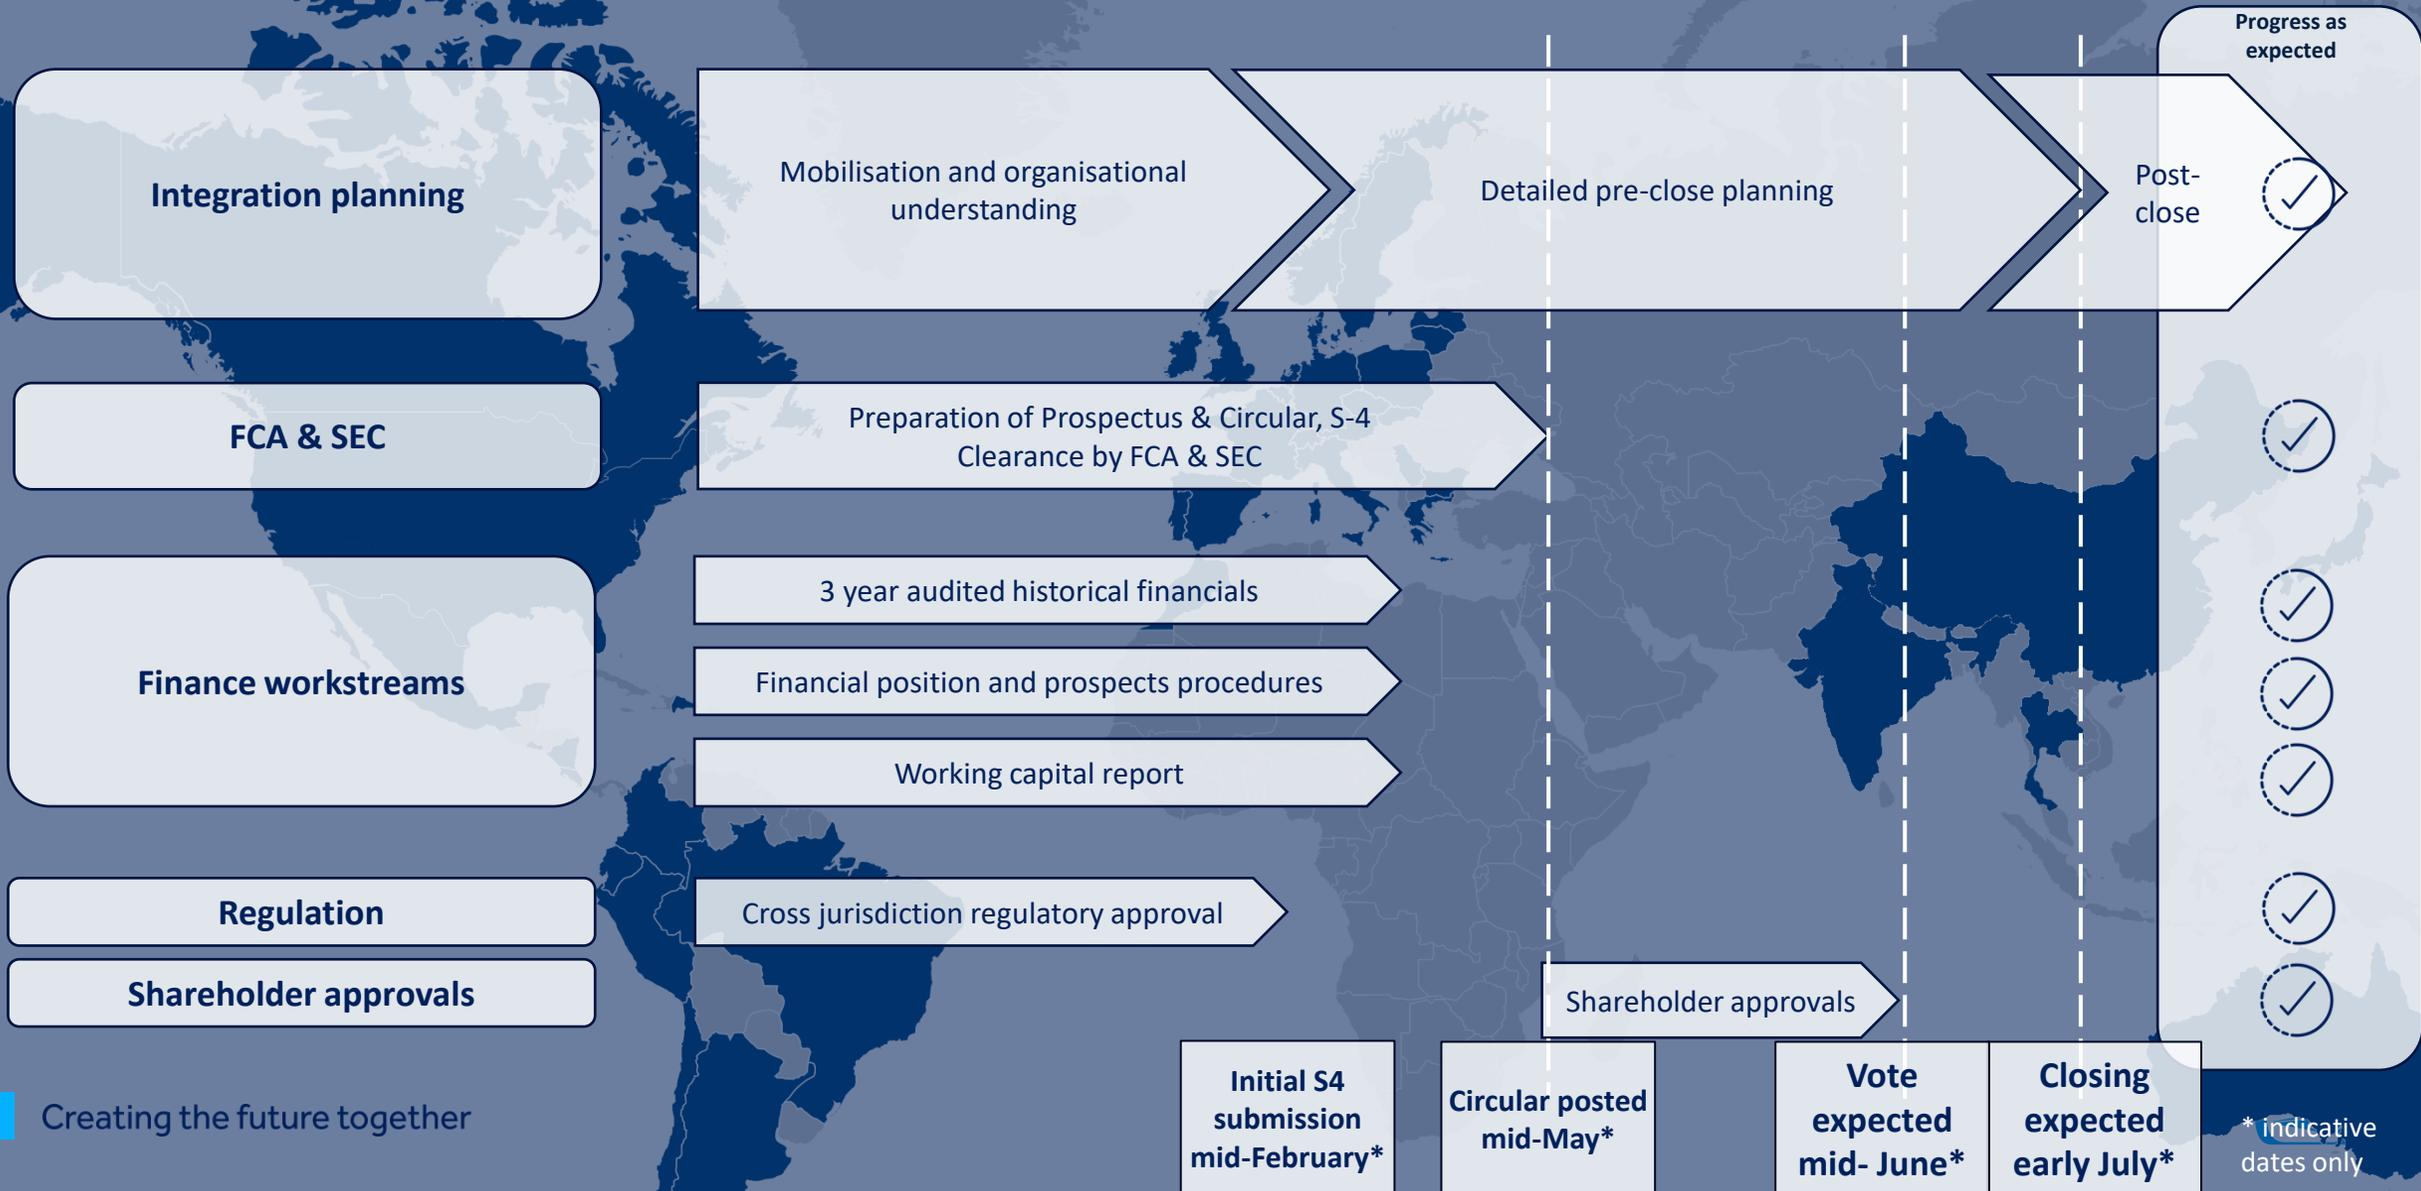 Progress as
expected
Integration planning
Mobilisation and organisational
understanding
Detailed pre-close planning
Post-
close
FCA & SEC
Preparation of Prospectus & Circular, S-4
Clearance by FCA & SEC
Finance workstreams
3 year audited historical financials
Financial position and prospects procedures
Working capital report
Regulation
Cross jurisdiction regulatory approval
Shareholder approvals
Shareholder approvals
Initial S4
submission
mid-February*
Circular posted
mid-May*
Vote
expected
mid- June*
Closing
expected
early July*
Creating the future together
* indicative
dates only